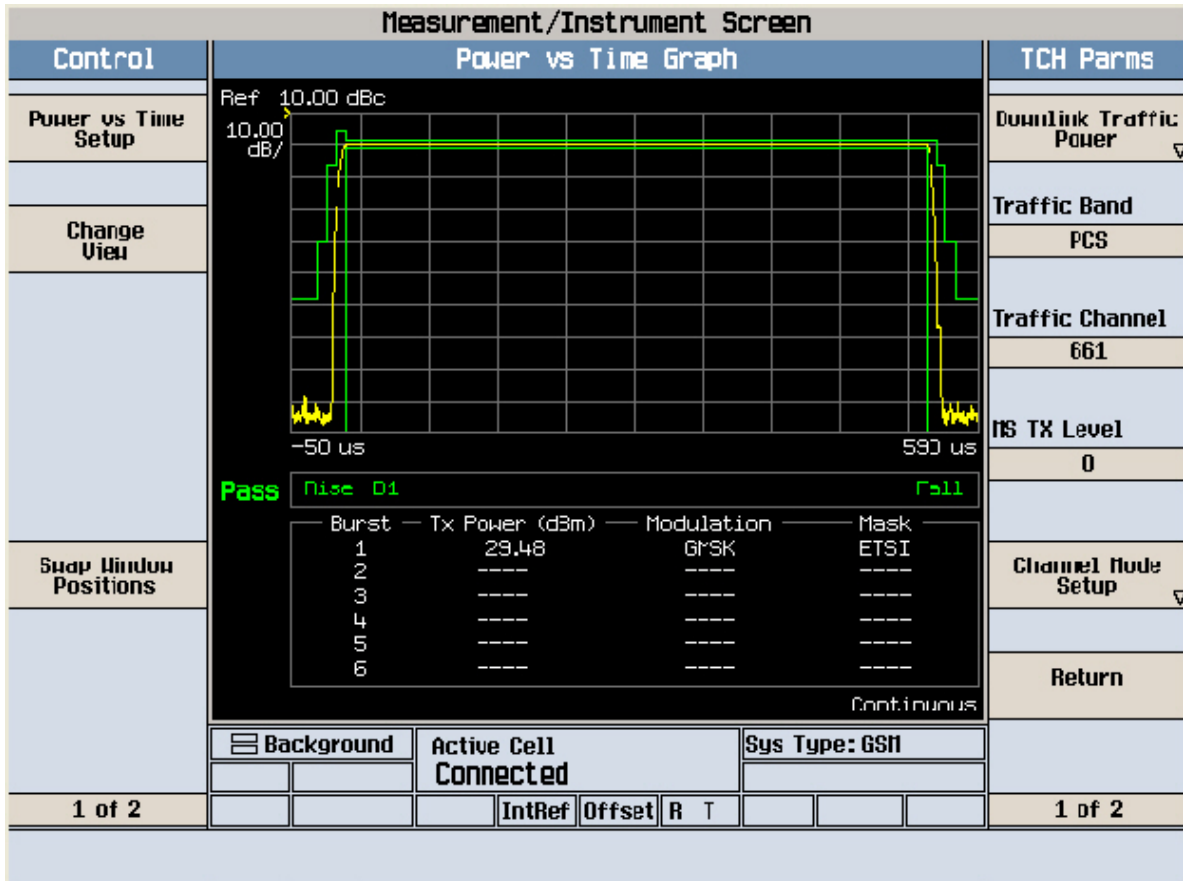 Measurement/Instrument Screen
Control
Power vs Time Graph
TCH Parms
Power vs Time
Setup
Change
View
Swap Window
Positions
1 of 2
Ref 10.00 dBc
10.00
dB/
-50 us
590 us
Pass
Rise 01
Fall
Burst Tx Power (dBm) Modulation Mask
1 29.48 GMSK ETSI
2 ---- ---- ----
3 ---- ---- ----
4 ---- ---- ----
5 ---- ---- ----
6 ---- ---- ----
Continuous
Background
Active Cell
Connected
Sys Type: GSM
IntRef Offset R T
Downlink Traffic
Power
Traffic Band
PCS
Traffic Channel
661
MS TX Level
0
Channel Mode
Setup
Return
1 of 2